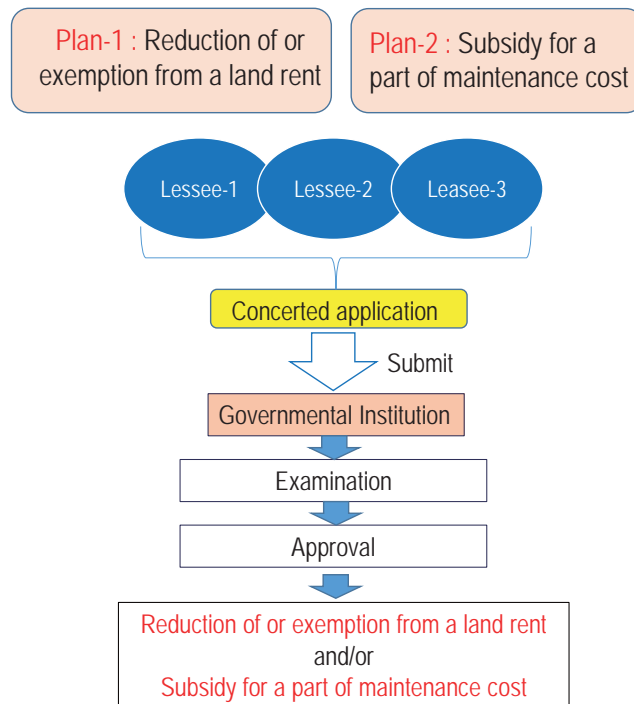 Plan-1 : Reduction of or
exemption from a land rent
Plan-2 : Subsidy for a
part of maintenance cost
Lessee-1
Lessee-2
Leasee-3
Concerted application
Submit
Governmental Institution
Examination
Approval
Reduction of or exemption from a land rent
and/or
Subsidy for a part of maintenance cost